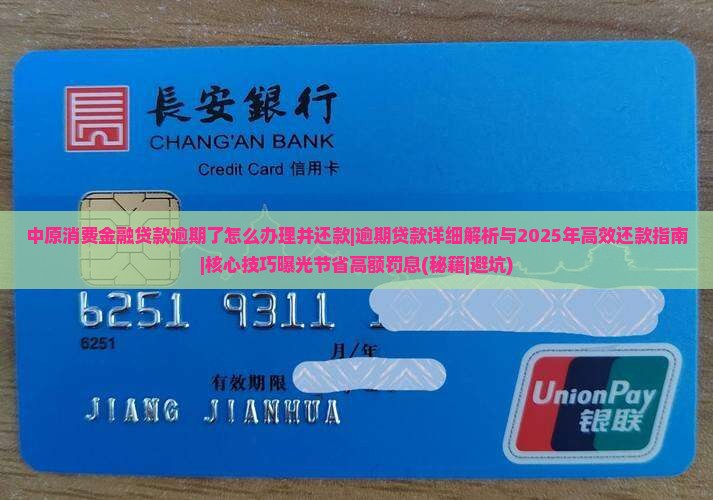 長安銀行
CHANG'AN BANK
Credit Card 信用卡
中原消费金融贷款逾期了怎么办理并还款|逾期贷款详细解析与2025年高效还款指南
|核心技巧曝光节省高额罚息(秘籍|避坑)
6251 9311 1
6251
月/年
有效期限
JIANG JIANHUA
UnionPay
银联